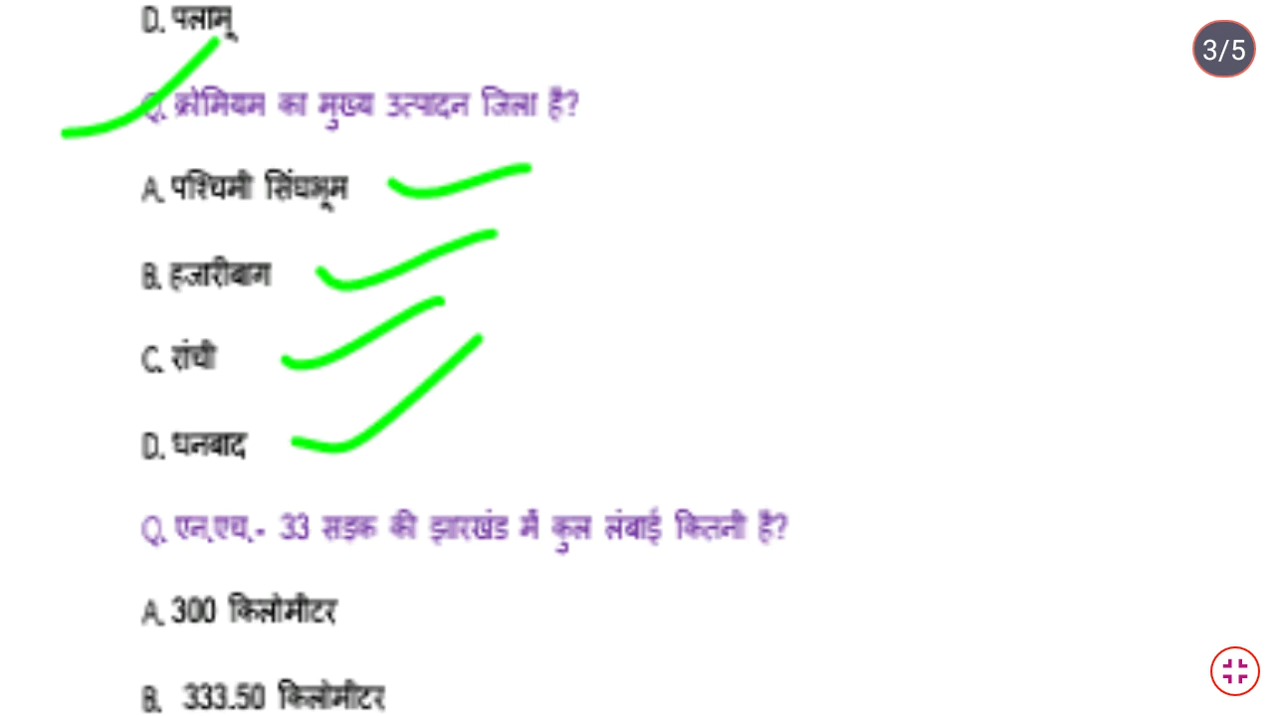 D. पलामू
3/5
Q. क्रोमियम का मुख्य उत्पादन जिला है?
A. पश्चिमी सिंघभूम
B. हजारीबाग
C. रांची
D. धनबाद
Q. एन.एच.- 33 सड़क की झारखंड में कुल लंबाई कितनी है?
A. 300 किलोमीटर
B. 333.50 किलोमीटर